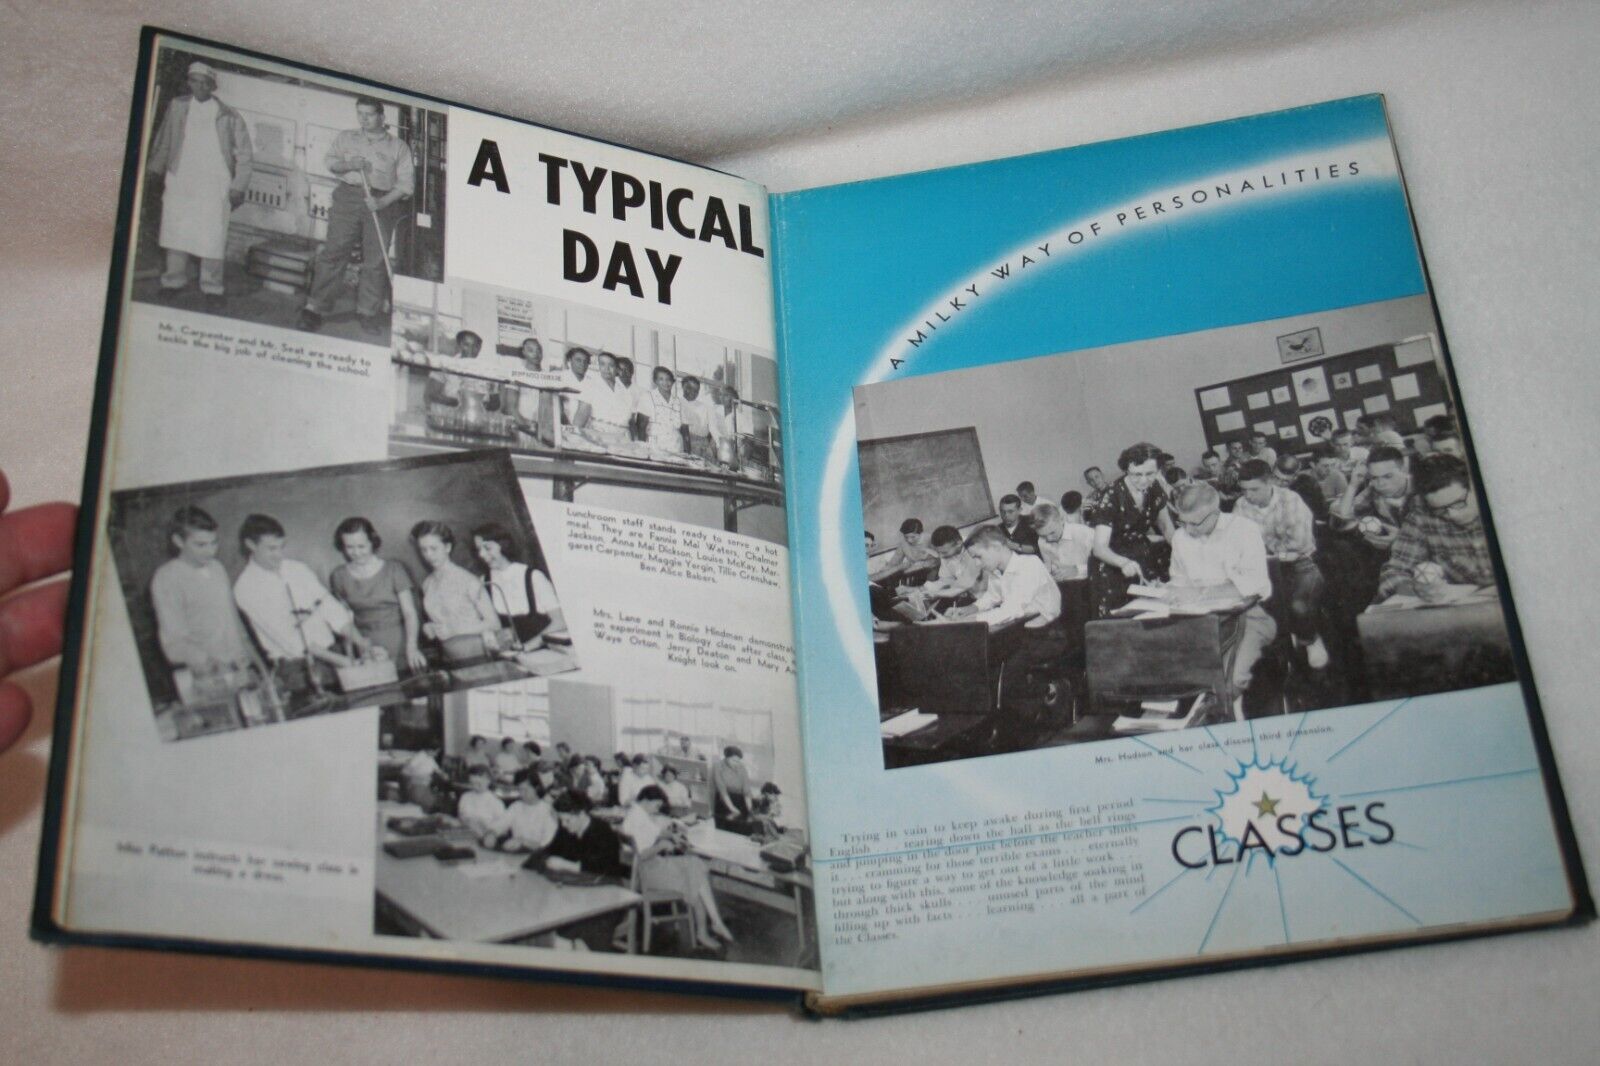 A TYPICAL
DAY
Mr. Carpenter and Mr. Seat are ready to
tackle the big job of cleaning the school.
Lunchroom staff stands ready to serve a hot
meal. They are Fannie Mai Waters, Chalmer
Jackson, Anna Mai Dickson, Louise McKay, Mar-
garet Carpenter, Maggie Yergin, Tillie Crenshaw,
Ben Alice Babers.
Mrs. Lane and Ronnie Hindman demonstrat
an experiment in Biology class after class,
Waye Orton, Jerry Deaton and Mary An
Knight look on.
Miss Patton instructs her sewing class in
making a dress.
A MILKY WAY OF PERSONALITIES
Mrs. Hudson and her class discuss third dimension.
Trying in vain to keep awake during first period
English . . . tearing down the hall as the bell rings
and jumping in the door just before the teacher shuts
it . . . cramming for those terrible exams . . . eternally
trying to figure a way to get out of a little work . . .
but along with this, some of the knowledge soaking in
through thick skulls . . . unused parts of the mind
filling up with facts . . . learning . . . all a part of
the Classes.
CLASSES